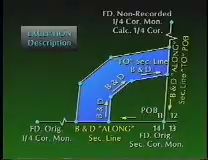 FD. Non-Recorded
1/4 Cor. Mon.
Calc. 1/4 Cor.
EXCEPTION
Description
"TO" Sec. Line
B & D
B & D "ALONG"
Sec. Line "TO" POB
B & D
B & D
POB
11 12
14 13
FD. Orig.
1/4 Cor. Mon.
B & D "ALONG"
Sec. Line
FD. Orig.
Sec. Cor. Mon.